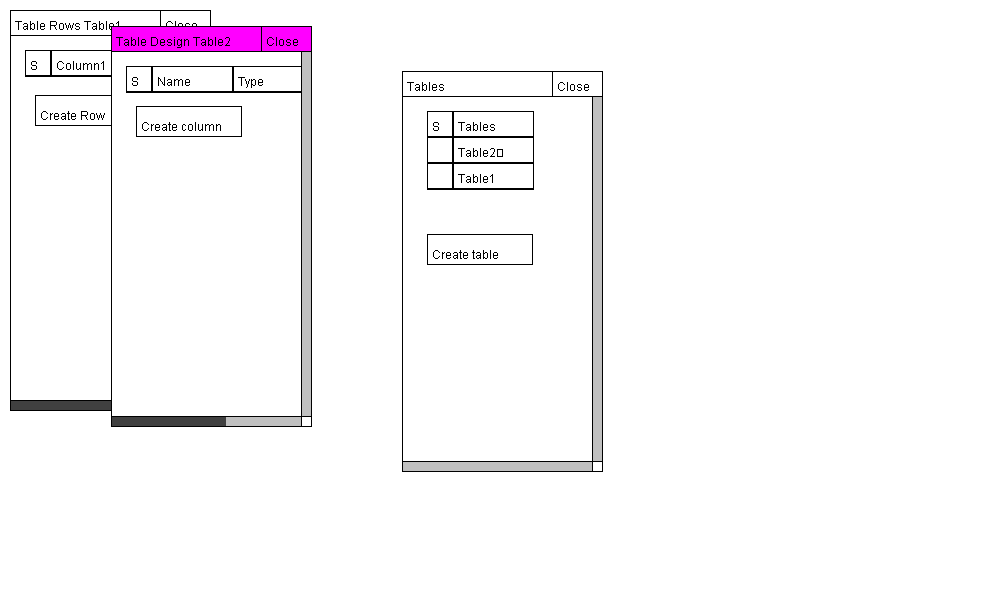 Table Rows Table1 Close
S Column1
Create Row
Table Design Table2 Close
S Name Type
Create column
Tables Close
S Tables
Table2▯
Table1
Create table